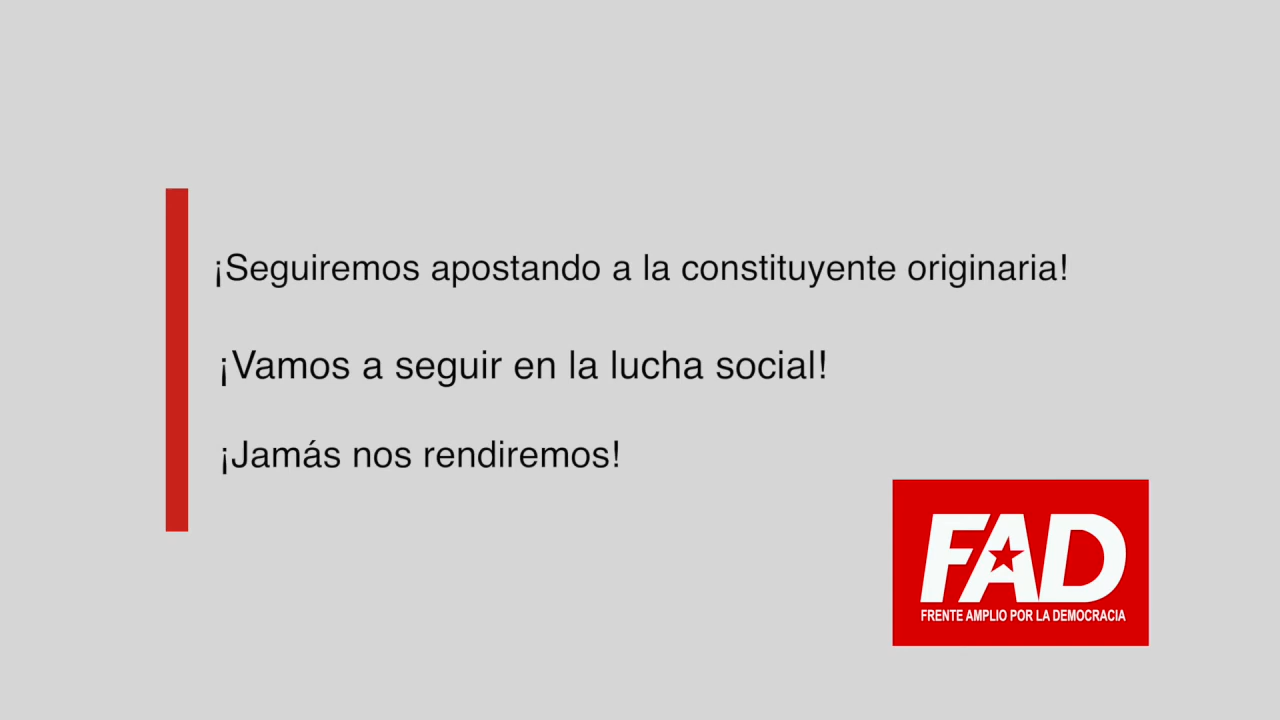 ¡Seguiremos apostando a la constituyente originaria!
¡Vamos a seguir en la lucha social!
¡Jamás nos rendiremos!
FAD
FRENTE AMPLIO POR LA DEMOCRACIA